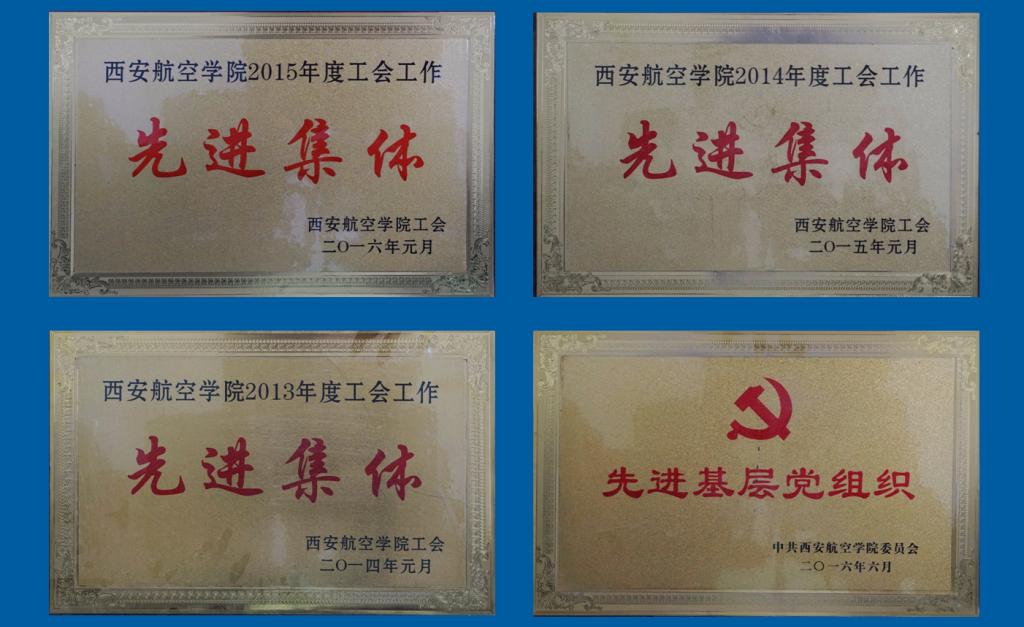 西安航空学院2015年度工会工作
先进集体
西安航空学院工会
二〇一六年元月
西安航空学院2014年度工会工作
先进集体
西安航空学院工会
二〇一五年元月
西安航空学院2013年度工会工作
先进集体
西安航空学院工会
二〇一四年元月
先进基层党组织
中共西安航空学院委员会
二〇一六年六月